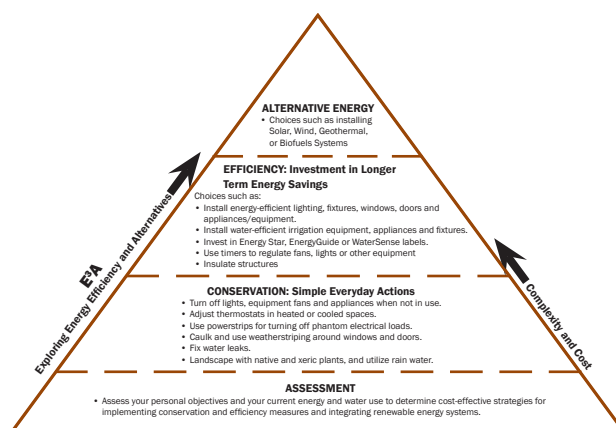 ALTERNATIVE ENERGY
• Choices such as installing
Solar, Wind, Geothermal,
or Biofuels Systems
EFFICIENCY: Investment in Longer
Term Energy Savings
Choices such as:
• Install energy-efficient lighting, fixtures, windows, doors and
appliances/equipment.
• Install water-efficient irrigation equipment, appliances and fixtures.
• Invest in Energy Star, EnergyGuide or WaterSense labels.
• Use timers to regulate fans, lights or other equipment
• Insulate structures
E³A
Exploring Energy Efficiency and Alternatives
Complexity and Cost
CONSERVATION: Simple Everyday Actions
• Turn off lights, equipment fans and appliances when not in use.
• Adjust thermostats in heated or cooled spaces.
• Use powerstrips for turning off phantom electrical loads.
• Caulk and use weatherstriping around windows and doors.
• Fix water leaks.
• Landscape with native and xeric plants, and utilize rain water.
ASSESSMENT
• Assess your personal objectives and your current energy and water use to determine cost-effective strategies for
implementing conservation and efficiency measures and integrating renewable energy systems.